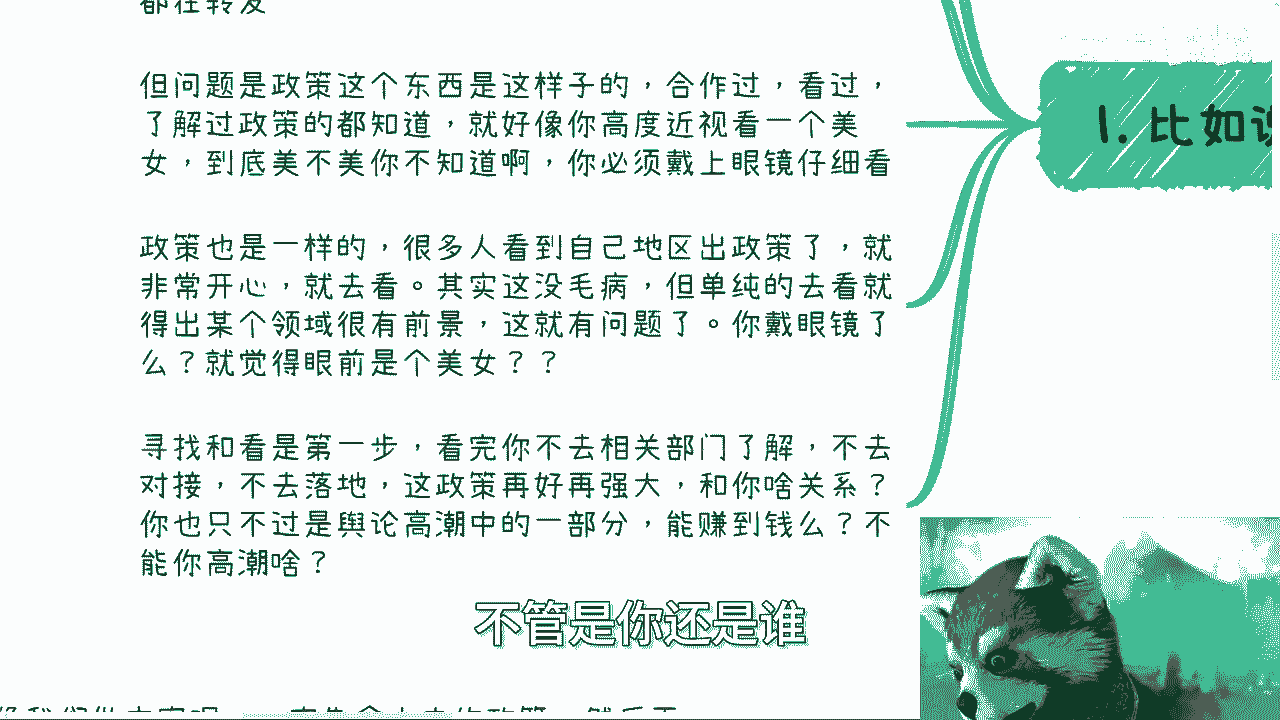 都在转发
但问题是政策这个东西是这样子的，合作过，看过，
了解过政策的都知道，就好像你高度近视看一个美
女，到底美不美你不知道啊，你必须戴上眼镜仔细看
政策也是一样的，很多人看到自己地区出政策了，就
非常开心，就去看。其实这没毛病，但单纯的去看就
得出某个领域很有前景，这就有问题了。你戴眼镜了
么？就觉得眼前是个美女？？
寻找和看是第一步，看完你不去相关部门了解，不去
对接，不去落地，这政策再好再强大，和你啥关系？
你也只不过是舆论高潮中的一部分，能赚到钱么？不
能你高潮啥？
1. 比如说
不管是你还是谁